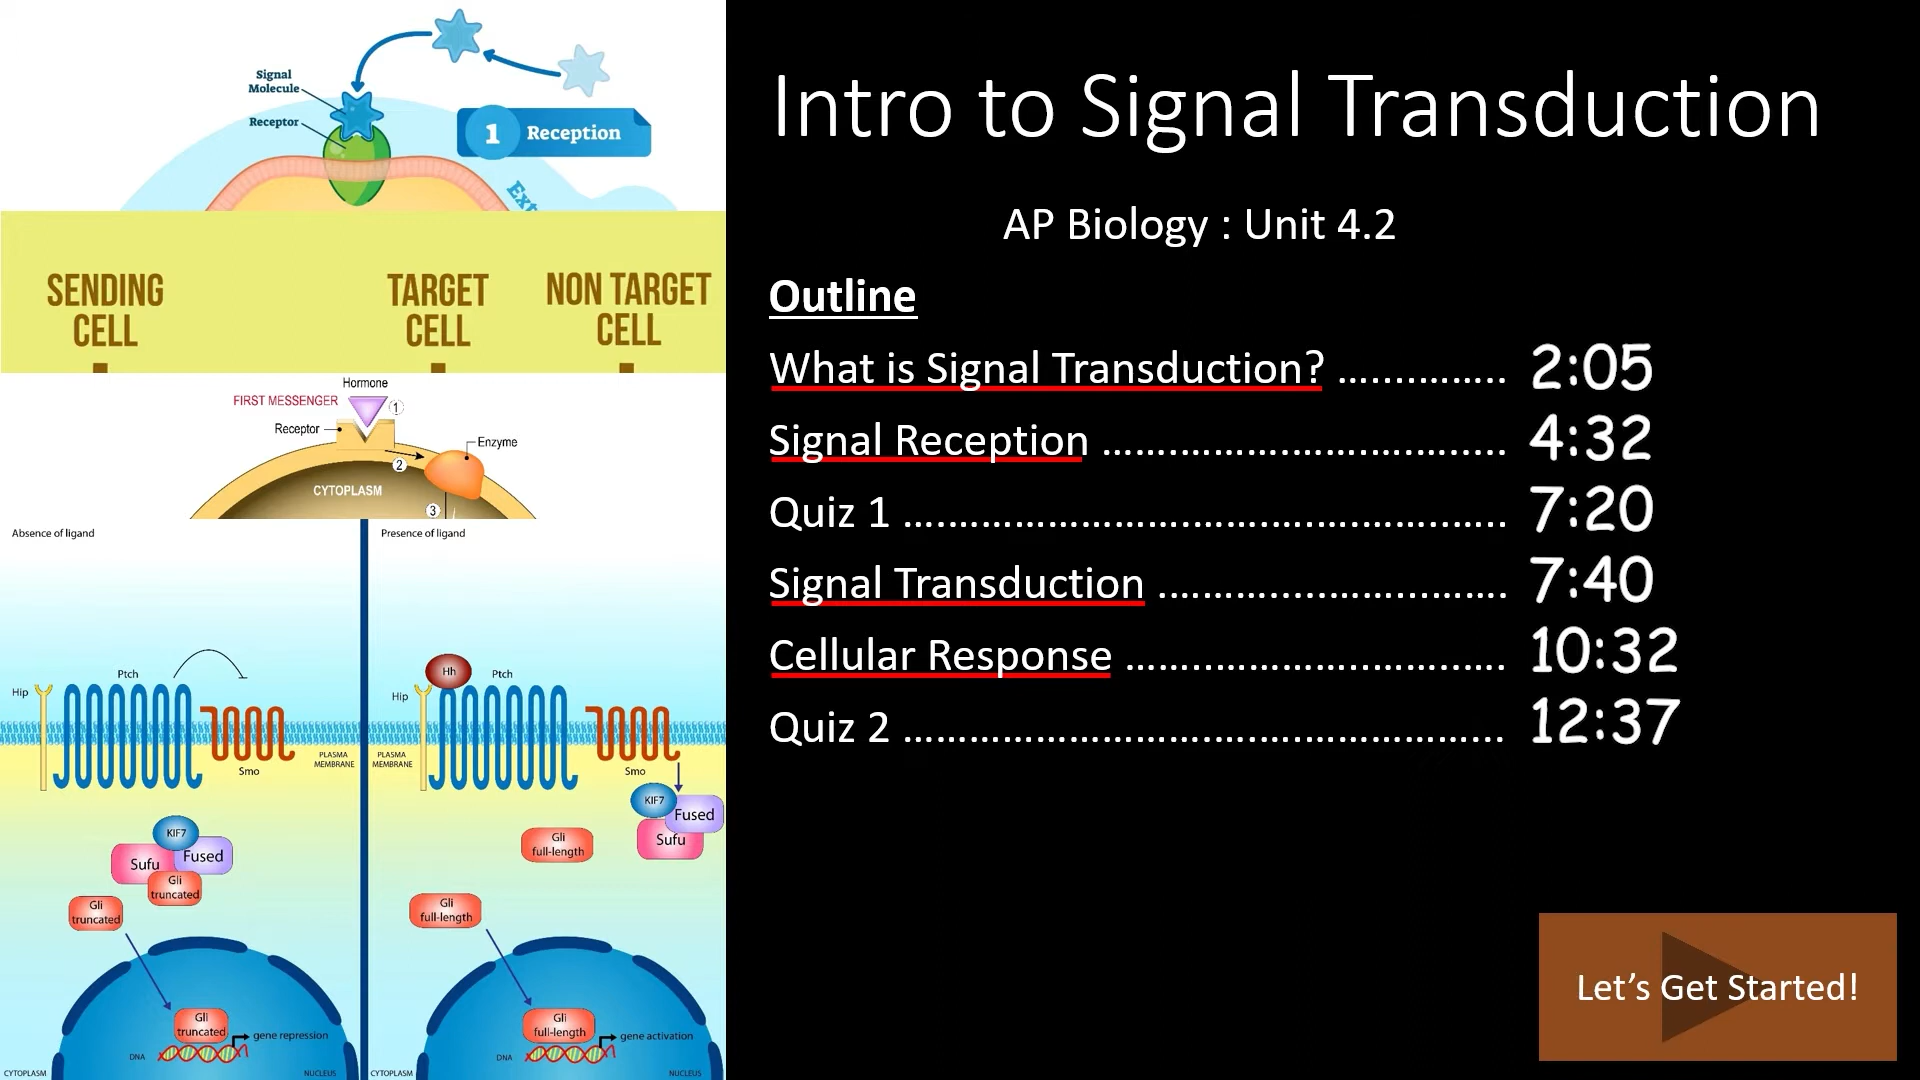 Signal
Molecule
Receptor
1 Reception
SENDING
CELL
TARGET
CELL
NON TARGET
CELL
Hormone
FIRST MESSENGER
1
Receptor
Enzyme
2
CYTOPLASM
3
Absence of ligand
Presence of ligand
Hip
Ptch
Smo
PLASMA
MEMBRANE
KIF7
Sufu
Fused
Gli
truncated
Gli
truncated
Gli
truncated
gene repression
DNA
CYTOPLASM
NUCLEUS
Hh
Hip
Ptch
PLASMA
MEMBRANE
Smo
KIF7
Fused
Sufu
Gli
full-length
Gli
full-length
Gli
full-length
gene activation
DNA
CYTOPLASM
NUCLEUS
Intro to Signal Transduction
AP Biology : Unit 4.2
Outline
What is Signal Transduction? ............... 2:05
Signal Reception ..................................... 4:32
Quiz 1 ....................................................... 7:20
Signal Transduction ................................ 7:40
Cellular Response ................................... 10:32
Quiz 2 ....................................................... 12:37
Let's Get Started!